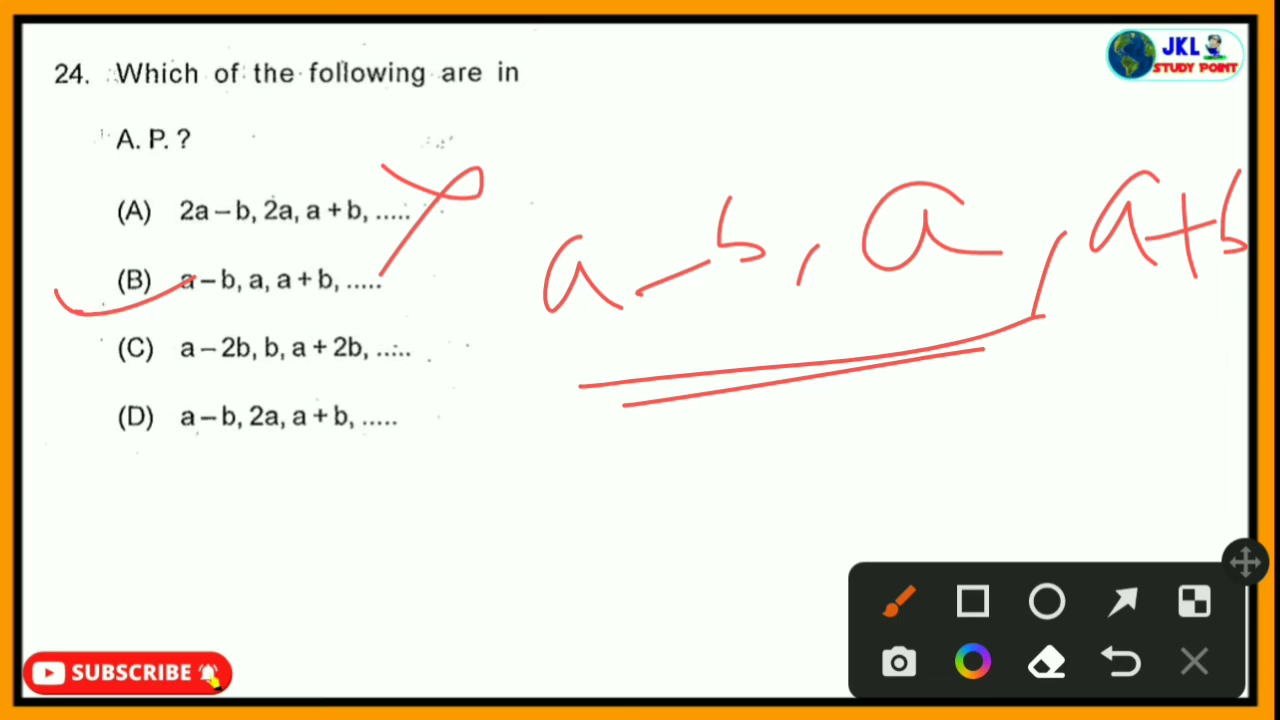 JKL
STUDY POINT
24. Which of the following are in
A. P. ?
(A) 2a – b, 2a, a + b, .....
(B) a – b, a, a + b, .....
(C) a – 2b, b, a + 2b, .....
(D) a – b, 2a, a + b, .....
a – b, a, a + b
SUBSCRIBE